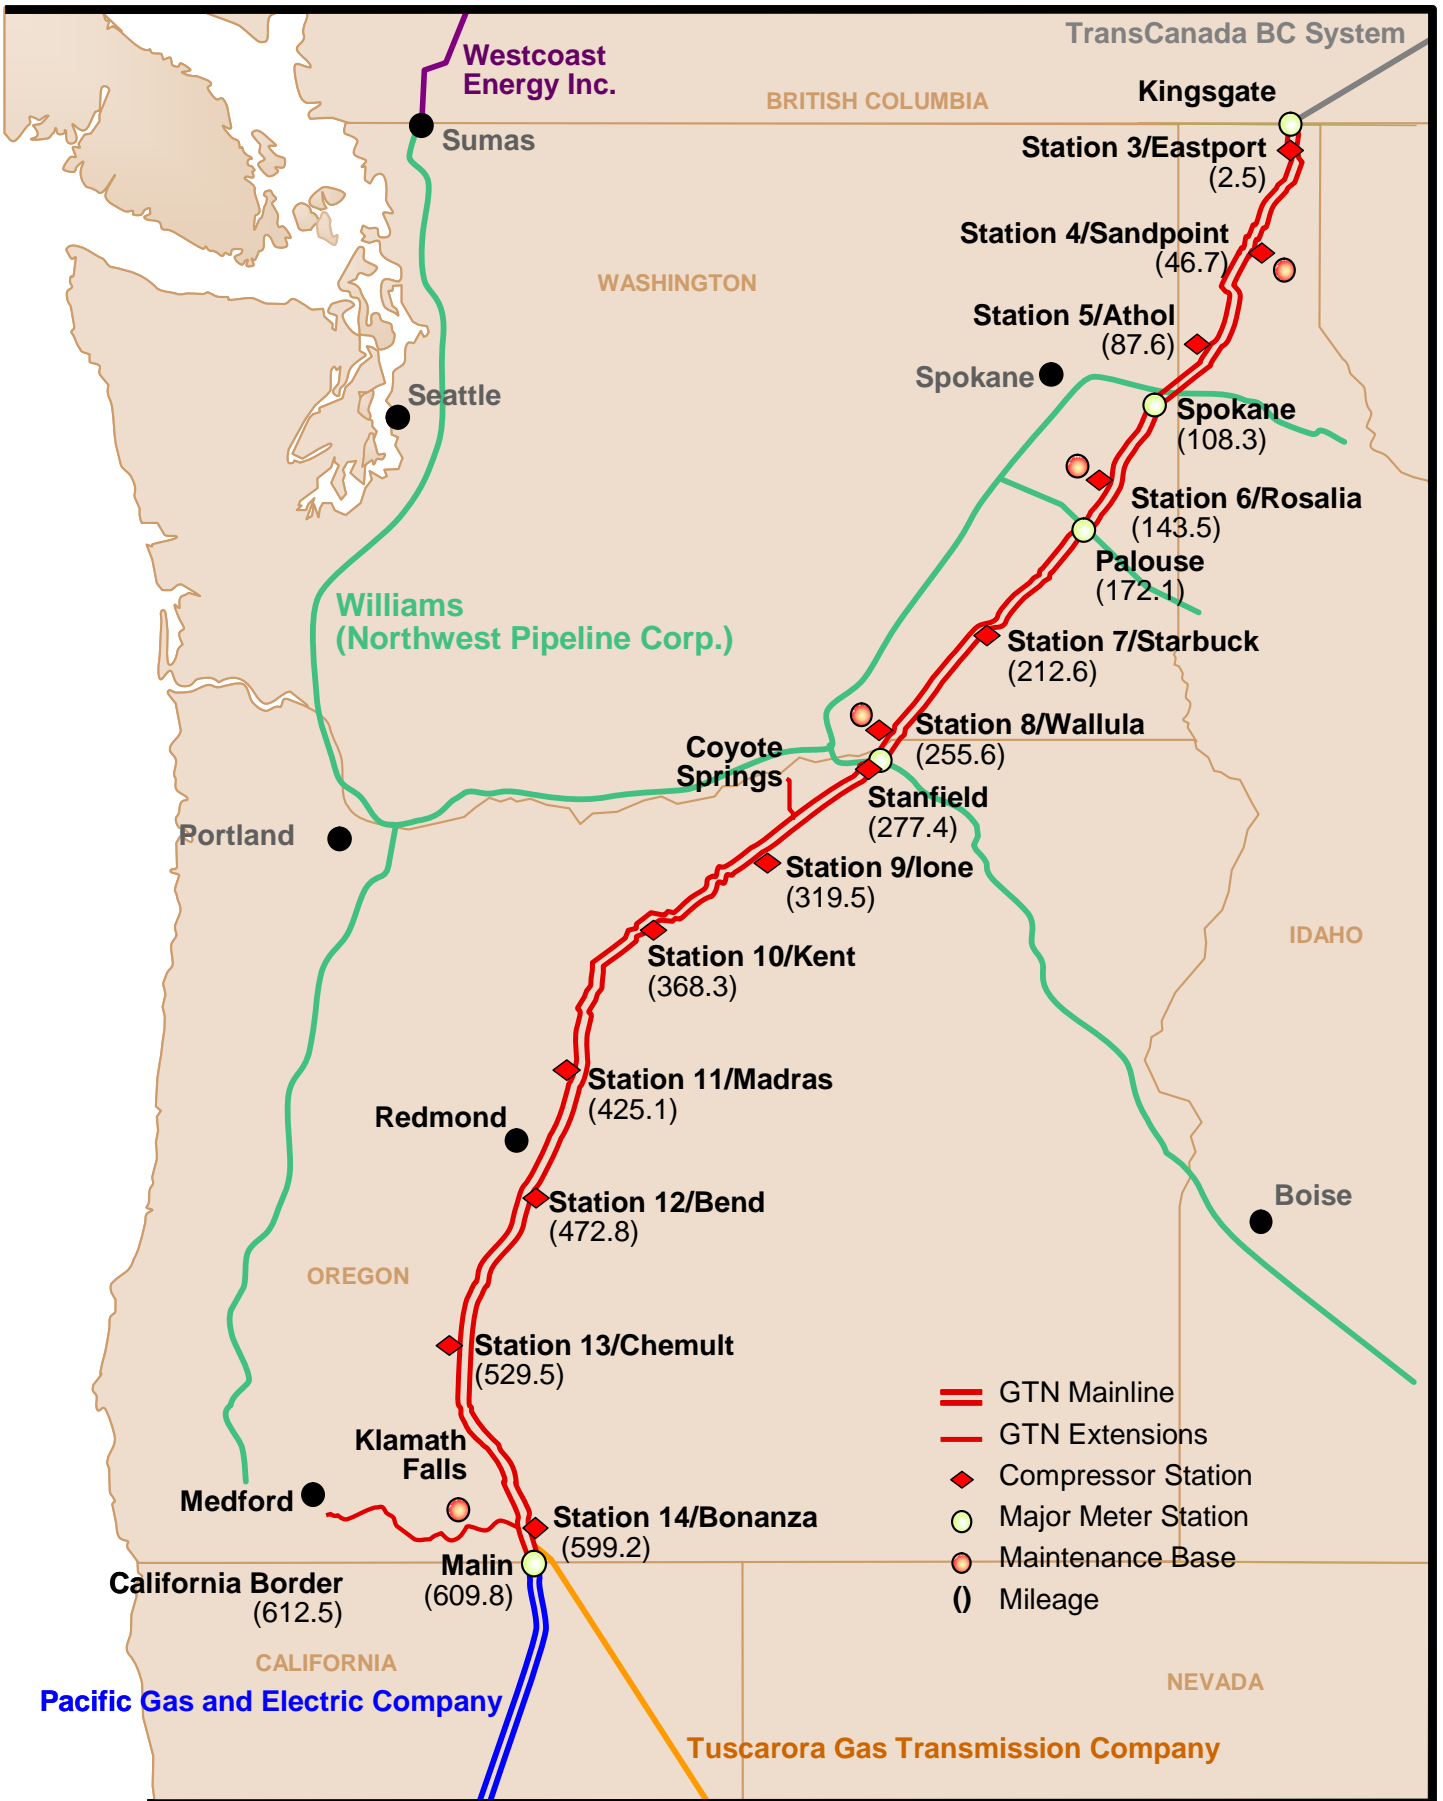 TransCanada BC System
Westcoast
Energy Inc.
BRITISH COLUMBIA
Kingsgate
Sumas
Station 3/Eastport
(2.5)
Station 4/Sandpoint
(46.7)
WASHINGTON
Station 5/Athol
(87.6)
Spokane
Seattle
Spokane
(108.3)
Station 6/Rosalia
(143.5)
Palouse
(172.1)
Williams
(Northwest Pipeline Corp.)
Station 7/Starbuck
(212.6)
Station 8/Wallula
(255.6)
Coyote
Springs
Stanfield
(277.4)
Portland
Station 9/Ione
(319.5)
IDAHO
Station 10/Kent
(368.3)
Station 11/Madras
(425.1)
Redmond
Station 12/Bend
(472.8)
Boise
OREGON
Station 13/Chemult
(529.5)
GTN Mainline
GTN Extensions
Compressor Station
Major Meter Station
Maintenance Base
() Mileage
Klamath
Falls
Medford
Station 14/Bonanza
(599.2)
Malin
(609.8)
California Border
(612.5)
CALIFORNIA
NEVADA
Pacific Gas and Electric Company
Tuscarora Gas Transmission Company